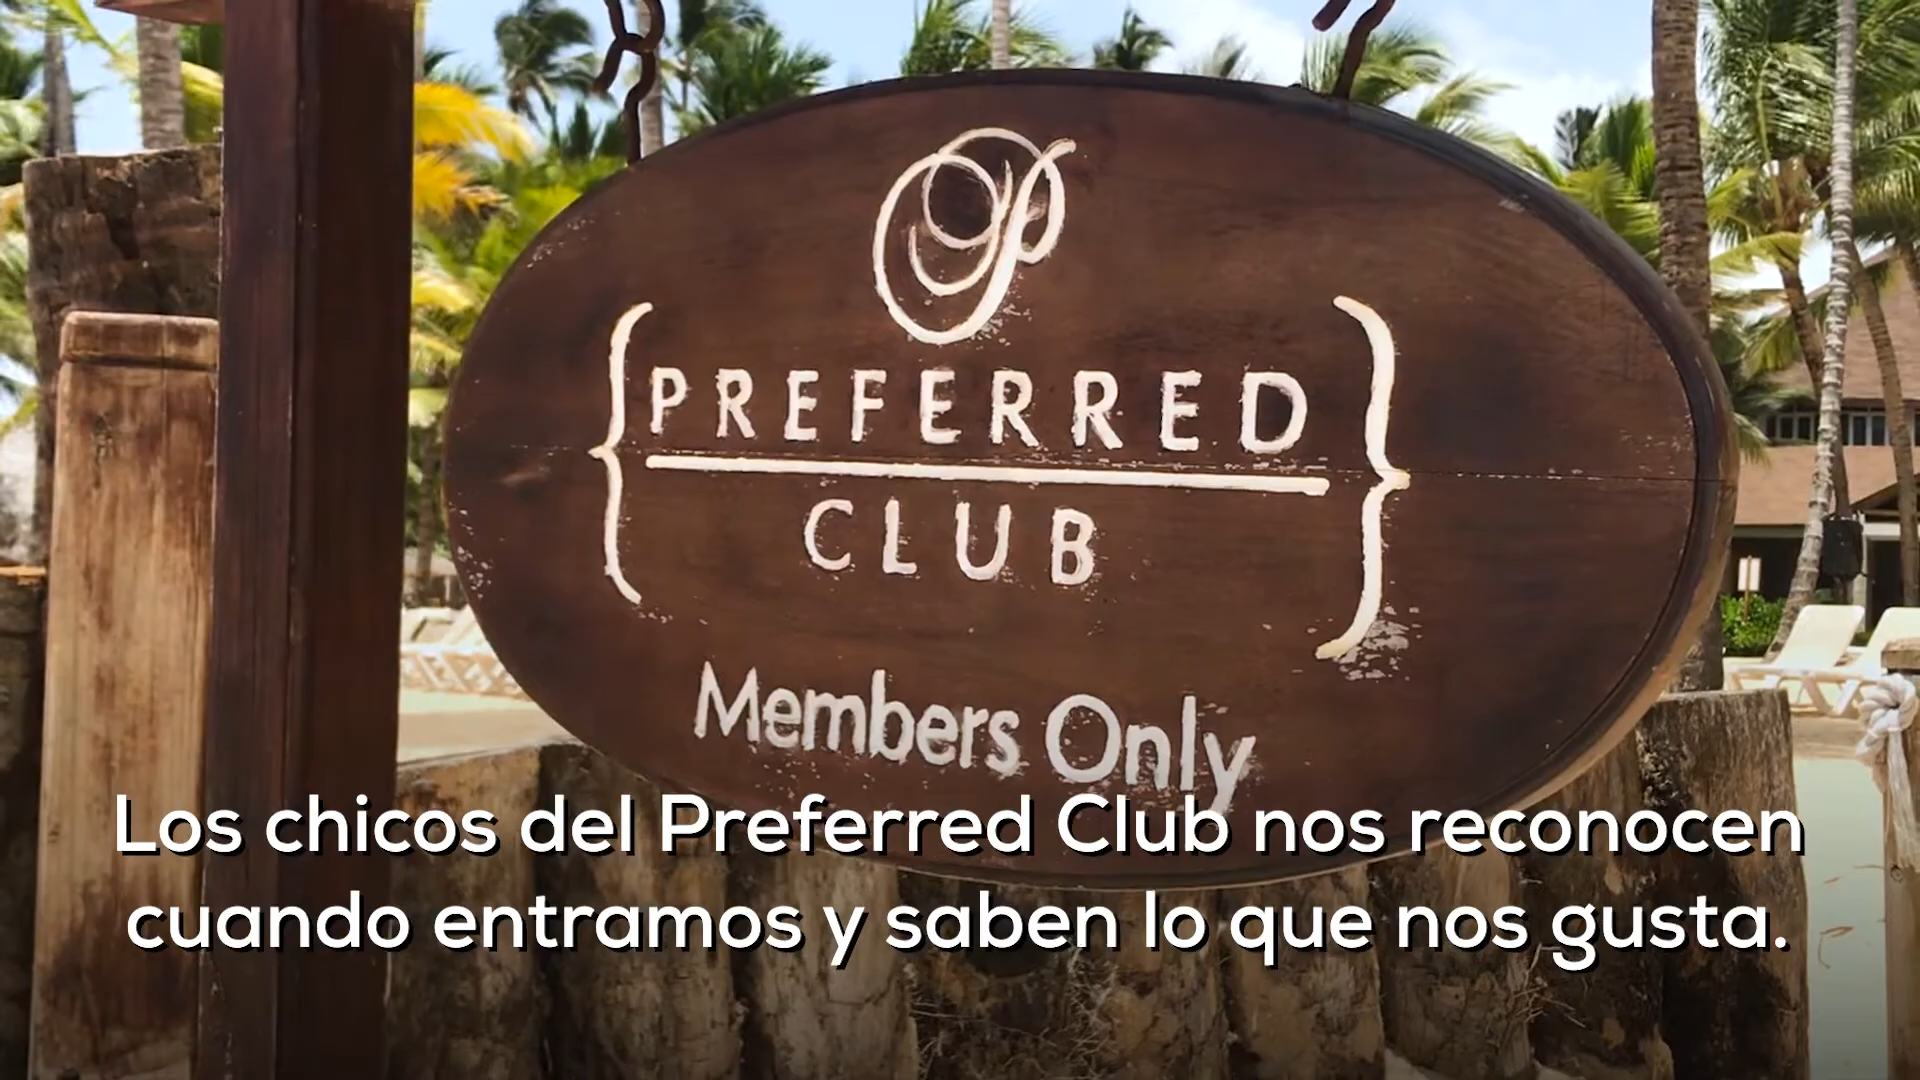 P
PREFERRED
CLUB
Members Only
Los chicos del Preferred Club nos reconocen
cuando entramos y saben lo que nos gusta.